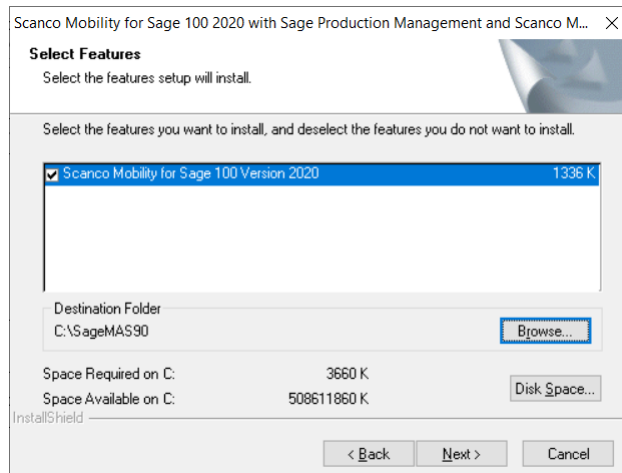 Scanco Mobility for Sage 100 2020 with Sage Production Management and Scanco M...
Select Features
Select the features setup will install.
Select the features you want to install, and deselect the features you do not want to install.
Scanco Mobility for Sage 100 Version 2020 1336 K
Destination Folder
C:\SageMAS90
Browse...
Space Required on C: 3660 K
Space Available on C: 508611860 K
Disk Space...
InstallShield
< Back Next > Cancel